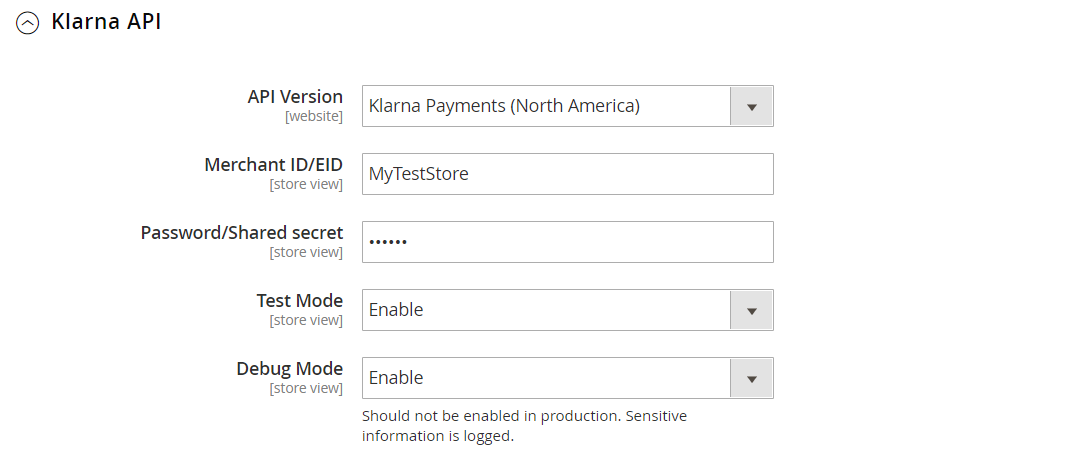 Klarna API
API Version
[website]
Klarna Payments (North America)
Merchant ID/EID
[store view]
MyTestStore
Password/Shared secret
[store view]
••••••
Test Mode
[store view]
Enable
Debug Mode
[store view]
Enable
Should not be enabled in production. Sensitive
information is logged.